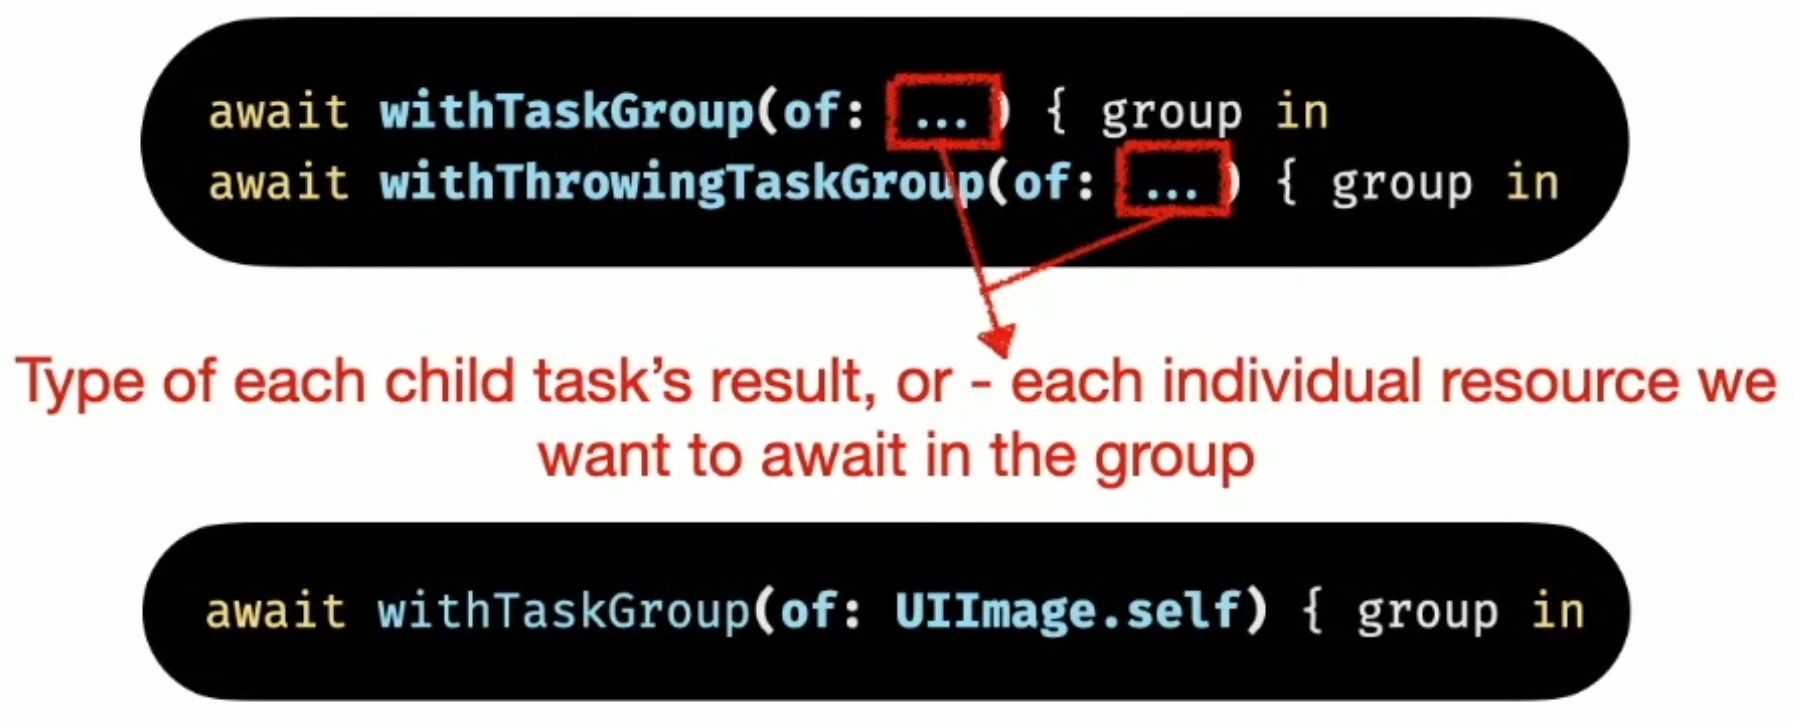 await withTaskGroup(of: ...) { group in
await withThrowingTaskGroup(of: ...) { group in
Type of each child task’s result, or - each individual resource we
want to await in the group
await withTaskGroup(of: UIImage.self) { group in